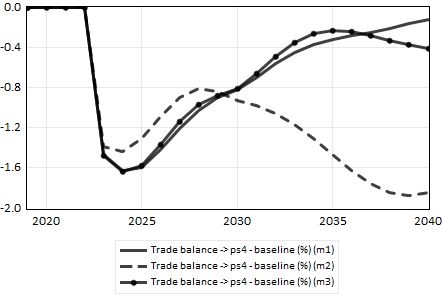 0.0
-0.4
-0.8
-1.2
-1.6
-2.0
2020 2025 2030 2035 2040
Trade balance -> ps4 - baseline (%) (m1)
Trade balance -> ps4 - baseline (%) (m2)
Trade balance -> ps4 - baseline (%) (m3)